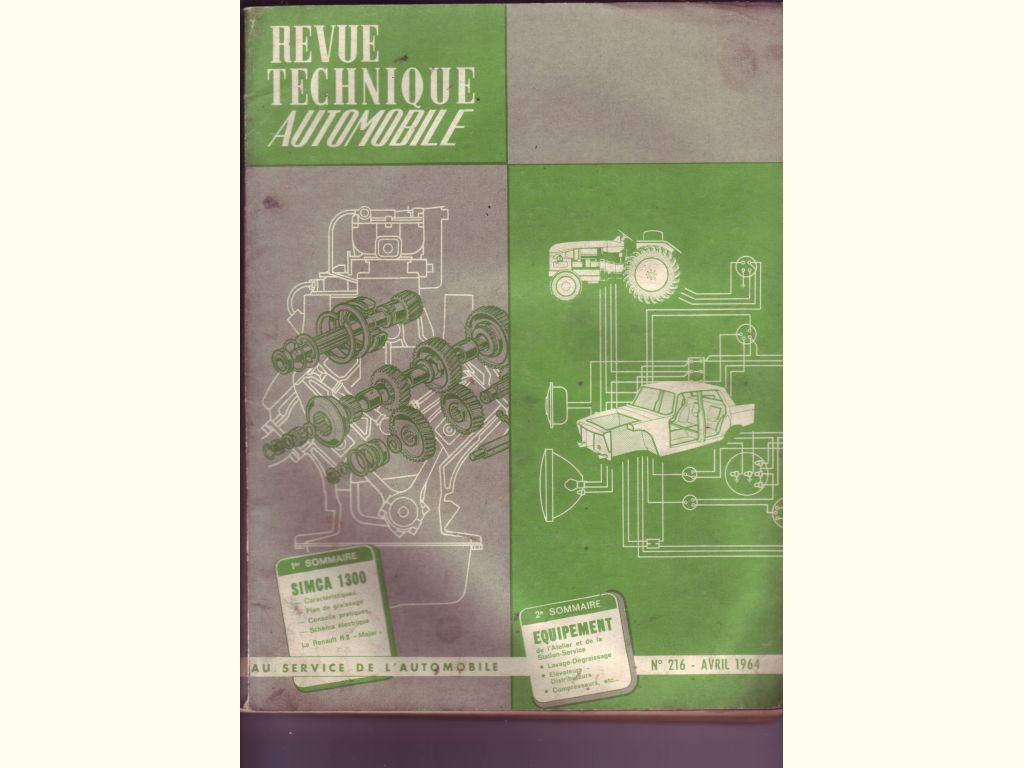 REVUE
TECHNIQUE
AUTOMOBILE
1er SOMMAIRE
SIMCA 1300
— Caractéristiques
— Plan de graissage
— Conseils pratiques,
— Schéma électrique
La Renault R8 « Major »
2e SOMMAIRE
EQUIPEMENT
de l'Atelier et de la
Station-Service
• Lavage-Dégraissage
• Elévateurs -
Distributeurs
• Compresseurs, etc...
AU SERVICE DE L'AUTOMOBILE
N° 216 - AVRIL 1964